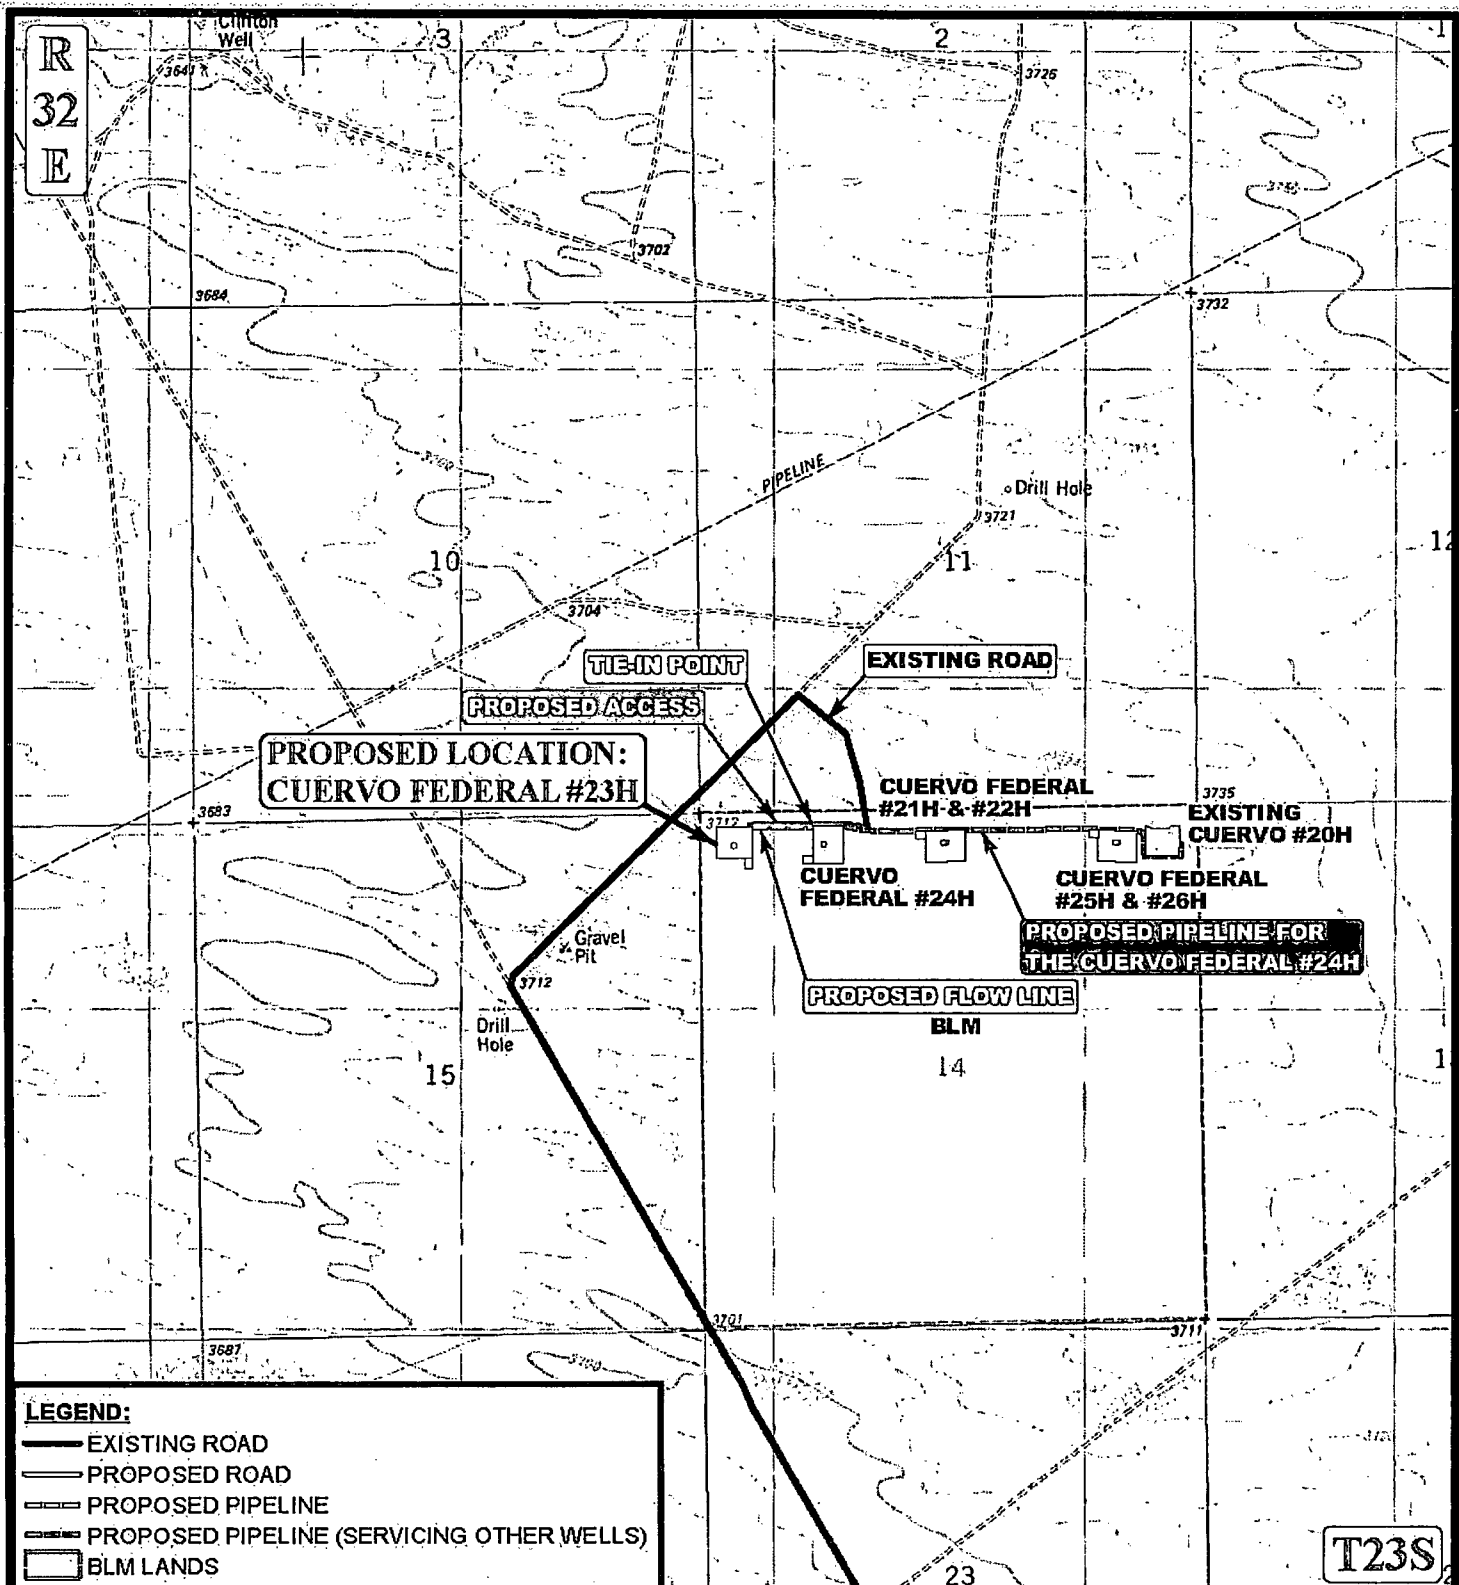 R
32
E
Clinton
Well
3
2
1
3641
3726
3702
3684
3732
PIPELINE
Drill Hole
3721
10
11
12
3704
TIE-IN POINT
EXISTING ROAD
PROPOSED ACCESS
PROPOSED LOCATION:
CUERVO FEDERAL #23H
CUERVO FEDERAL
#21H & #22H
3735
EXISTING
CUERVO #20H
3683
3712
CUERVO
FEDERAL #24H
CUERVO FEDERAL
#25H & #26H
PROPOSED PIPELINE FOR
THE CUERVO FEDERAL #24H
Gravel
Pit
3712
PROPOSED FLOW LINE
BLM
Drill
Hole
15
14
3701
3711
3687
3700
LEGEND:
EXISTING ROAD
PROPOSED ROAD
PROPOSED PIPELINE
PROPOSED PIPELINE (SERVICING OTHER WELLS)
BLM LANDS
23
T23S